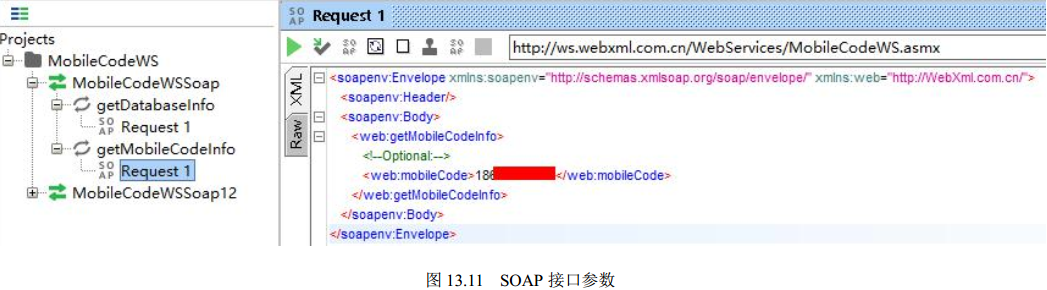 Projects
MobileCodeWS
MobileCodeWSSoap
getDatabaseInfo
SO AP Request 1
getMobileCodeInfo
SO AP Request 1
MobileCodeWSSoap12
SO AP Request 1
http://ws.webxml.com.cn/WebServices/MobileCodeWS.asmx
XML
Raw
<soapenv:Envelope xmlns:soapenv="http://schemas.xmlsoap.org/soap/envelope/" xmlns:web="http://WebXml.com.cn/">
<soapenv:Header/>
<soapenv:Body>
<web:getMobileCodeInfo>
<!--Optional:-->
<web:mobileCode>186</web:mobileCode>
</web:getMobileCodeInfo>
</soapenv:Body>
</soapenv:Envelope>
图 13.11 SOAP 接口参数